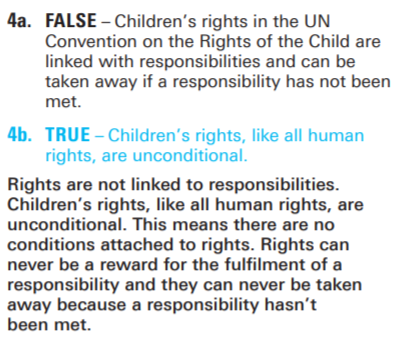 4a. FALSE – Children's rights in the UN
Convention on the Rights of the Child are
linked with responsibilities and can be
taken away if a responsibility has not been
met.
4b. TRUE – Children's rights, like all human
rights, are unconditional.
Rights are not linked to responsibilities.
Children's rights, like all human rights, are
unconditional. This means there are no
conditions attached to rights. Rights can
never be a reward for the fulfilment of a
responsibility and they can never be taken
away because a responsibility hasn't
been met.